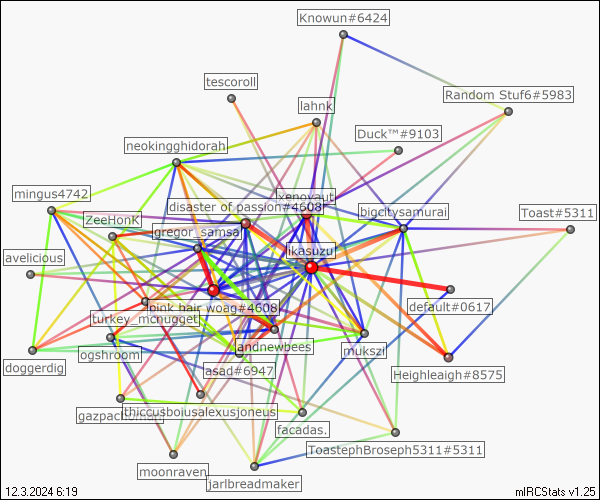 Knowun#6424
tescoroll
Random Stuf6#5983
lahnk
Duck™#9103
neokingghidorah
mingus4742
xenovaut
disaster of passion#4608
bigcitysamurai
Toast#5311
ZeeHonK
gregor_samsa
ikasuzu
avelicious
default#0617
pink hair woag#4608
turkey_mcnugget
andnewbees
mukszi
ogshroom
doggerdig
asad#6947
Heighleaigh#8575
thiccusboiusalexusjoneus
facadas.
ToastephBroseph5311#5311
moonraven
jarlbreadmaker
12.3.2024 6:19
mIRCStats v1.25